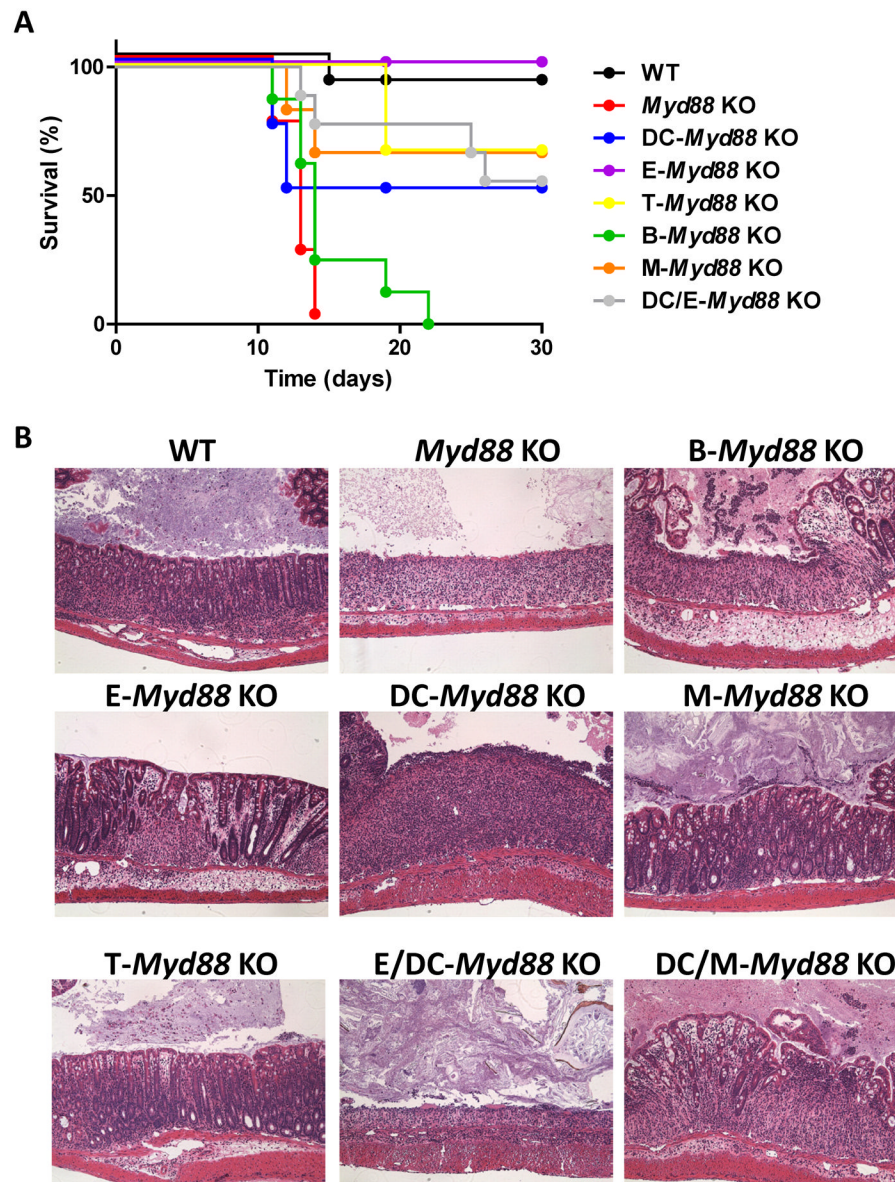 A
Survival (%)
100
50
0
0
10
20
30
Time (days)
WT
Myd88 KO
DC-Myd88 KO
E-Myd88 KO
T-Myd88 KO
B-Myd88 KO
M-Myd88 KO
DC/E-Myd88 KO
B
WT
Myd88 KO
B-Myd88 KO
E-Myd88 KO
DC-Myd88 KO
M-Myd88 KO
T-Myd88 KO
E/DC-Myd88 KO
DC/M-Myd88 KO